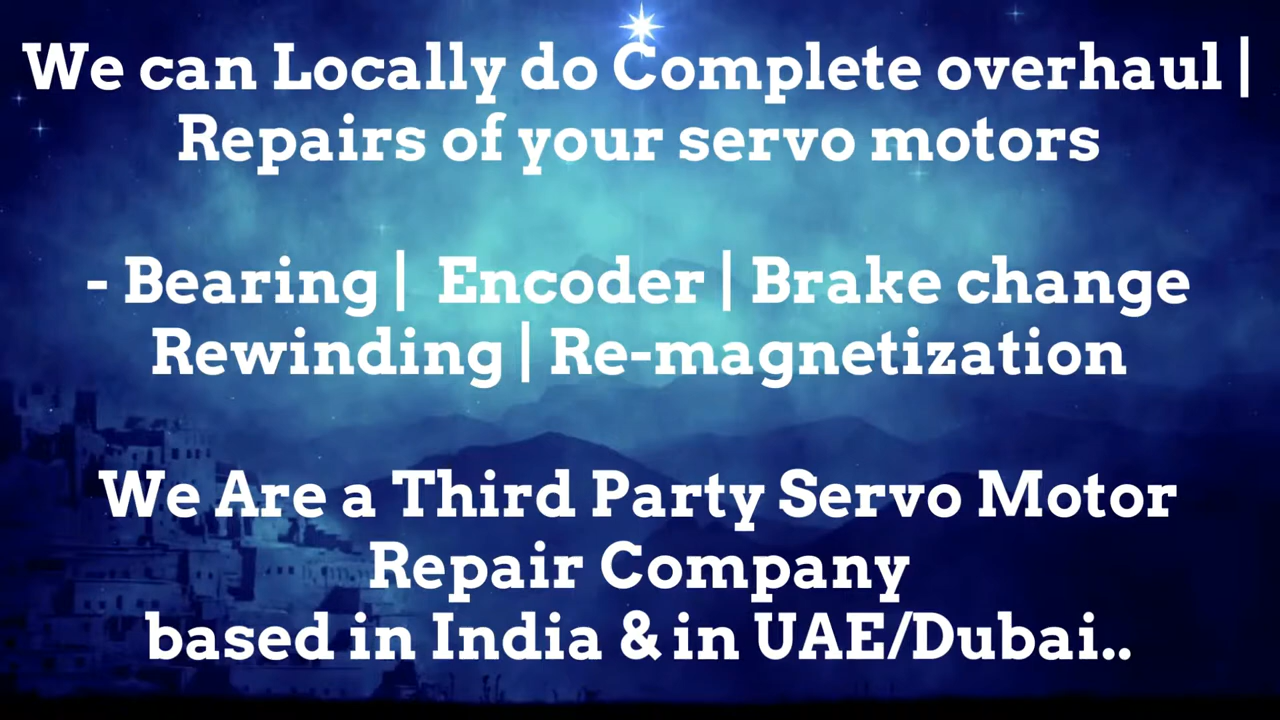 We can Locally do Complete overhaul |
Repairs of your servo motors
- Bearing |  Encoder | Brake change
Rewinding | Re-magnetization
We Are a Third Party Servo Motor
Repair Company
based in India & in UAE/Dubai..